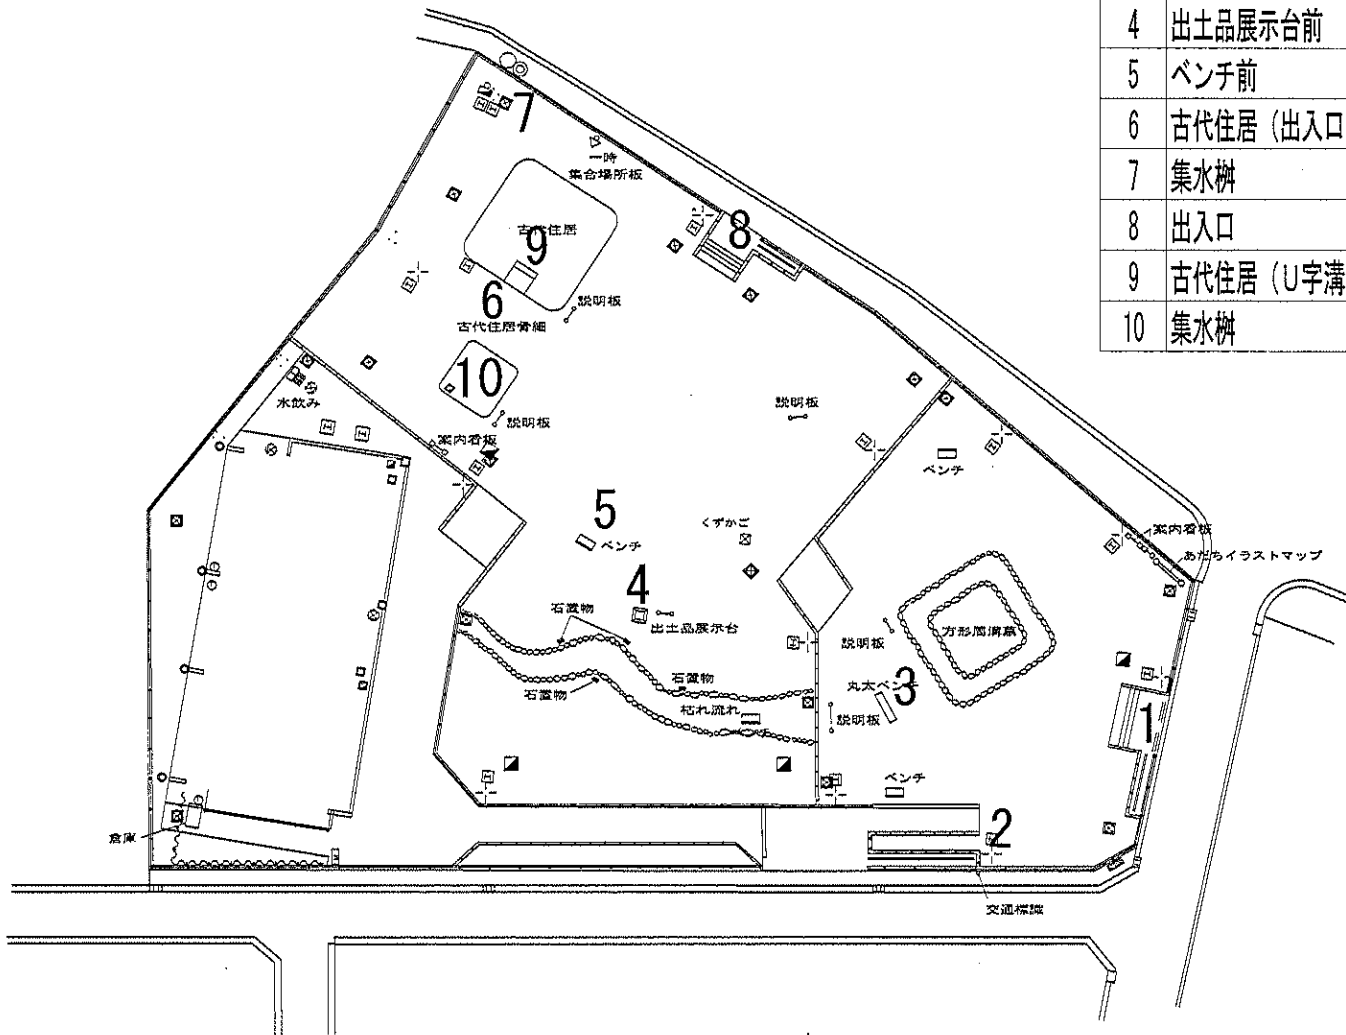 4 出土品展示台前
5 ベンチ前
6 古代住居（出入口
7 集水桝
8 出入口
9 古代住居（U字溝
10 集水桝
7
一時
集合場所板
8
古代住居
9
6
説明板
古代住居骨組
10
水飲み
説明板
説明板
案内看板
ベンチ
5
くずかご
ベンチ
案内看板
あだちイラストマップ
4
石置物
出土品展示台
方形周溝墓
説明板
石置物
石置物
丸太ベンチ
3
枯れ流れ
説明板
1
ベンチ
2
倉庫
交通標識